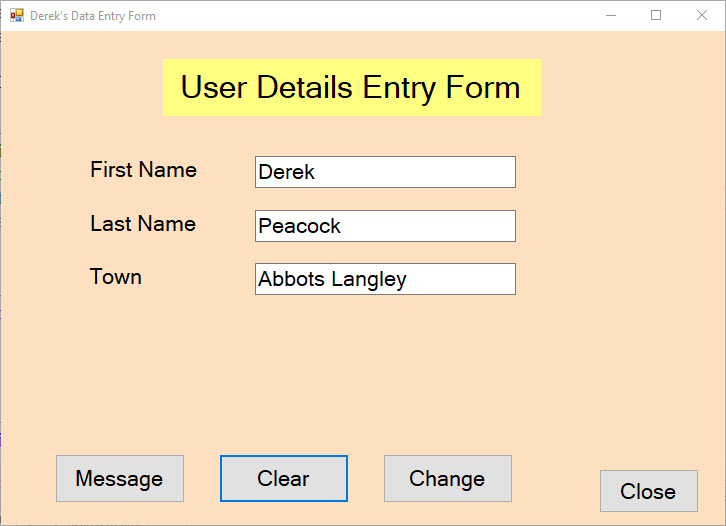 Derek's Data Entry Form
User Details Entry Form
First Name Derek
Last Name Peacock
Town Abbots Langley
Message Clear Change Close